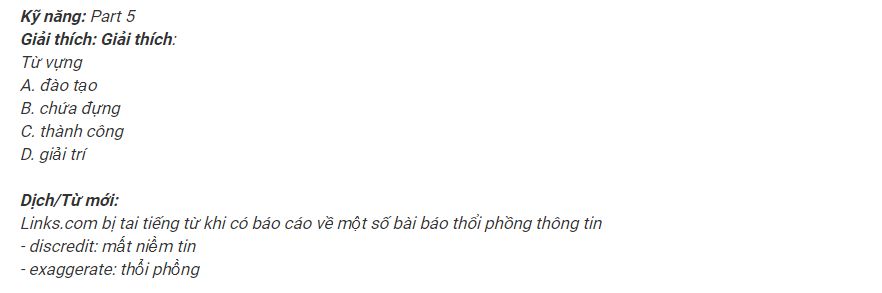 Kỹ năng: Part 5
Giải thích: Giải thích:
Từ vựng
A. đào tạo
B. chứa đựng
C. thành công
D. giải trí
Dịch/Từ mới:
Links.com bị tai tiếng từ khi có báo cáo về một số bài báo thổi phồng thông tin
- discredit: mất niềm tin
- exaggerate: thổi phồng